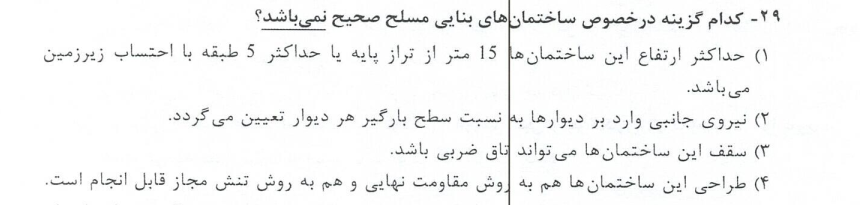 ۲۹- کدام گزینه درخصوص ساختمان‌های بنایی مسلح صحیح نمی‌باشد؟
۱) حداکثر ارتفاع این ساختمان‌ها 15 متر از تراز پایه یا حداکثر 5 طبقه با احتساب زیرزمین
می‌باشد.
۲) نیروی جانبی وارد بر دیوارها به نسبت سطح بارگیر هر دیوار تعیین می‌گردد.
۳) سقف این ساختمان‌ها می‌تواند تاق ضربی باشد.
۴) طراحی این ساختمان‌ها هم به روش مقاومت نهایی و هم به روش تنش مجاز قابل انجام است.